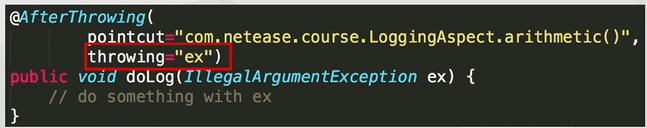 @AfterThrowing(
pointcut="com.netease.course.LoggingAspect.arithmetic()",
throwing="ex")
public void doLog(IllegalArgumentException ex) {
// do something with ex
}